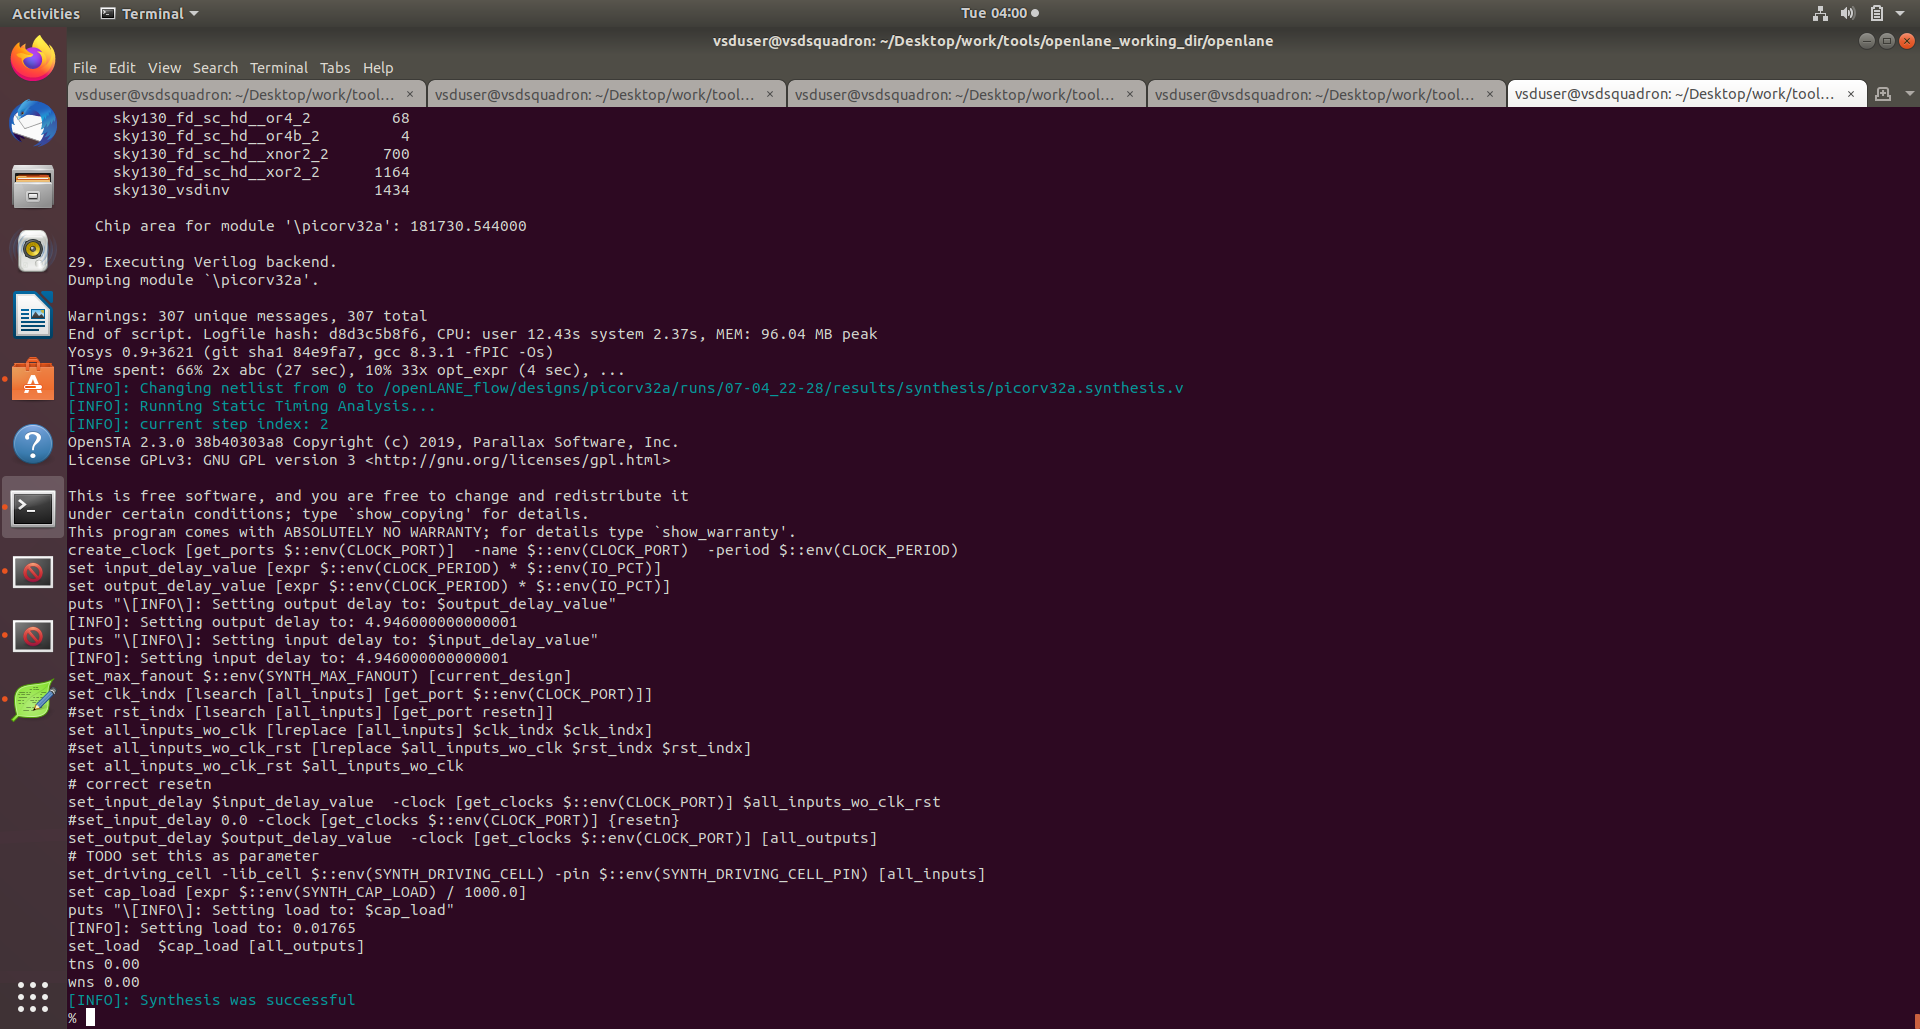 Activities Terminal Tue 04:00
vsduser@vsdsquadron: ~/Desktop/work/tools/openlane_working_dir/openlane
File Edit View Search Terminal Tabs Help
vsduser@vsdsquadron: ~/Desktop/work/tool... × vsduser@vsdsquadron: ~/Desktop/work/tool... × vsduser@vsdsquadron: ~/Desktop/work/tool... × vsduser@vsdsquadron: ~/Desktop/work/tool... × vsduser@vsdsquadron: ~/Desktop/work/tool... ×
sky130_fd_sc_hd__or4_2 68
sky130_fd_sc_hd__or4b_2 4
sky130_fd_sc_hd__xnor2_2 700
sky130_fd_sc_hd__xor2_2 1164
sky130_vsdinv 1434
Chip area for module '\picorv32a': 181730.544000
29. Executing Verilog backend.
Dumping module `\picorv32a'.
Warnings: 307 unique messages, 307 total
End of script. Logfile hash: d8d3c5b8f6, CPU: user 12.43s system 2.37s, MEM: 96.04 MB peak
Yosys 0.9+3621 (git sha1 84e9fa7, gcc 8.3.1 -fPIC -Os)
Time spent: 66% 2x abc (27 sec), 10% 33x opt_expr (4 sec), ...
[INFO]: Changing netlist from 0 to /openLANE_flow/designs/picorv32a/runs/07-04_22-28/results/synthesis/picorv32a.synthesis.v
[INFO]: Running Static Timing Analysis...
[INFO]: current step index: 2
OpenSTA 2.3.0 38b40303a8 Copyright (c) 2019, Parallax Software, Inc.
License GPLv3: GNU GPL version 3 <http://gnu.org/licenses/gpl.html>
This is free software, and you are free to change and redistribute it
under certain conditions; type `show_copying' for details.
This program comes with ABSOLUTELY NO WARRANTY; for details type `show_warranty'.
create_clock [get_ports $::env(CLOCK_PORT)]  -name $::env(CLOCK_PORT)  -period $::env(CLOCK_PERIOD)
set input_delay_value [expr $::env(CLOCK_PERIOD) * $::env(IO_PCT)]
set output_delay_value [expr $::env(CLOCK_PERIOD) * $::env(IO_PCT)]
puts "\[INFO\]: Setting output delay to: $output_delay_value"
[INFO]: Setting output delay to: 4.946000000000001
puts "\[INFO\]: Setting input delay to: $input_delay_value"
[INFO]: Setting input delay to: 4.946000000000001
set_max_fanout $::env(SYNTH_MAX_FANOUT) [current_design]
set clk_indx [lsearch [all_inputs] [get_port $::env(CLOCK_PORT)]]
#set rst_indx [lsearch [all_inputs] [get_port resetn]]
set all_inputs_wo_clk [lreplace [all_inputs] $clk_indx $clk_indx]
#set all_inputs_wo_clk_rst [lreplace $all_inputs_wo_clk $rst_indx $rst_indx]
set all_inputs_wo_clk_rst $all_inputs_wo_clk
# correct resetn
set_input_delay $input_delay_value  -clock [get_clocks $::env(CLOCK_PORT)] $all_inputs_wo_clk_rst
#set_input_delay 0.0 -clock [get_clocks $::env(CLOCK_PORT)] {resetn}
set_output_delay $output_delay_value  -clock [get_clocks $::env(CLOCK_PORT)] [all_outputs]
# TODO set this as parameter
set_driving_cell -lib_cell $::env(SYNTH_DRIVING_CELL) -pin $::env(SYNTH_DRIVING_CELL_PIN) [all_inputs]
set cap_load [expr $::env(SYNTH_CAP_LOAD) / 1000.0]
puts "\[INFO\]: Setting load to: $cap_load"
[INFO]: Setting load to: 0.01765
set_load  $cap_load [all_outputs]
tns 0.00
wns 0.00
[INFO]: Synthesis was successful
%